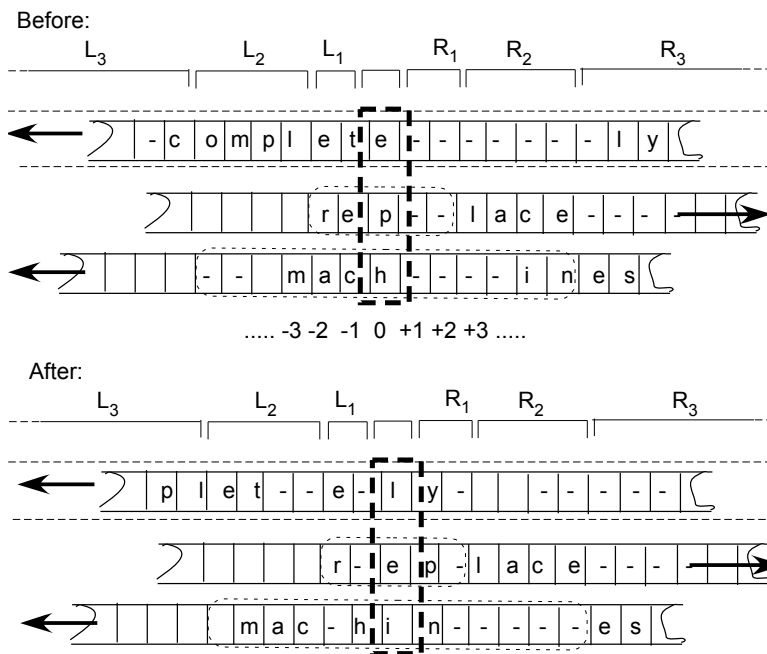 Before:
L3 L2 L1 R1 R2 R3
- c o m p l e t e - - - - - - - l y
r e p - - l a c e - - - -
- - m a c h - - - - i n e s
..... -3 -2 -1 0 +1 +2 +3 .....
After:
L3 L2 L1 R1 R2 R3
p l e t - - e - l y - - - - - -
r - e p - l a c e - - - -
m a c - h i n - - - - - e s